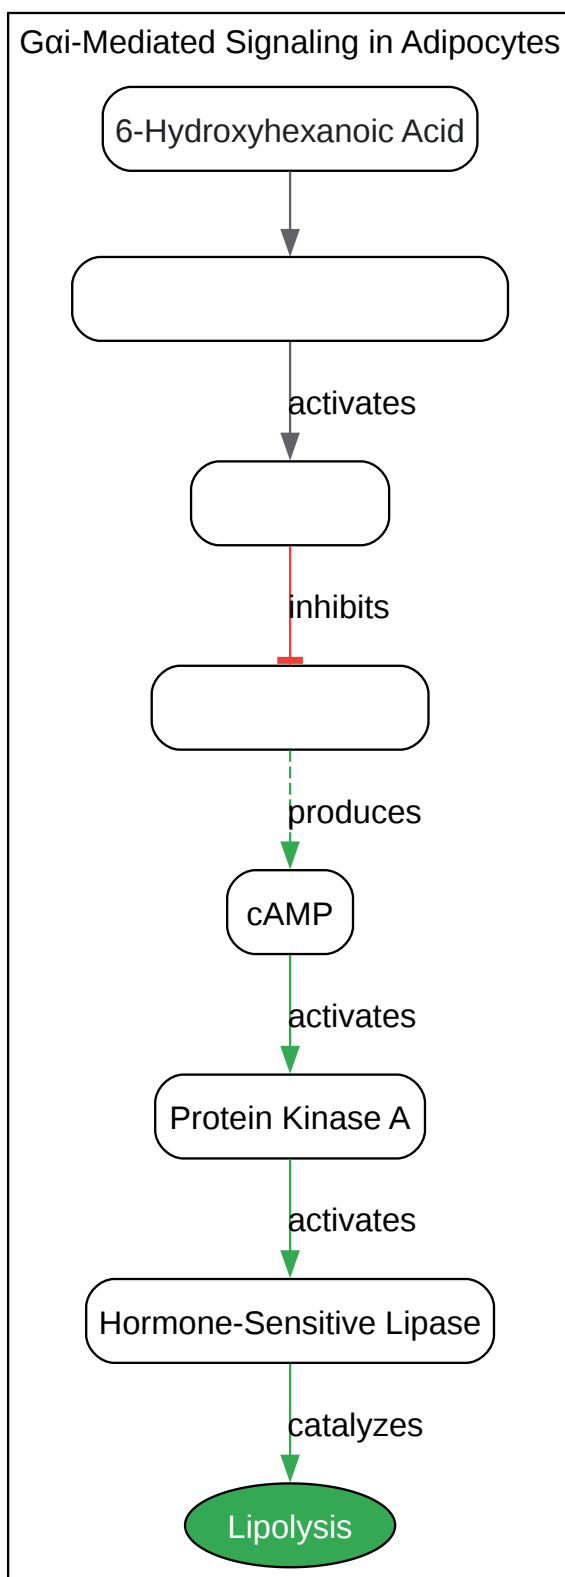 Gαi-Mediated Signaling in Adipocytes
6-Hydroxyhexanoic Acid
activates
inhibits
produces
cAMP
activates
Protein Kinase A
activates
Hormone-Sensitive Lipase
catalyzes
Lipolysis